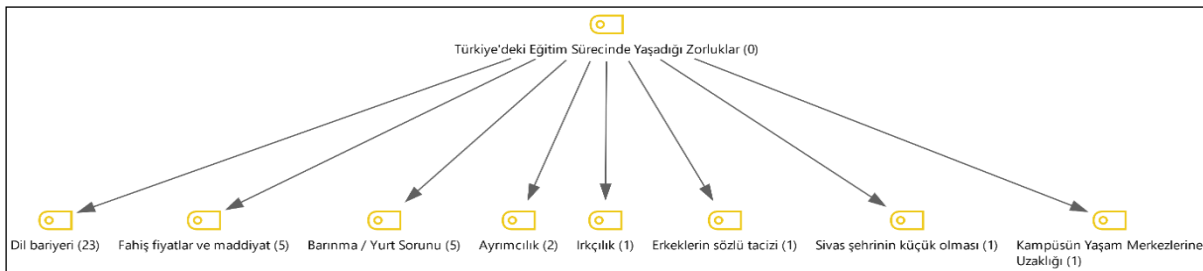 Türkiye'deki Eğitim Sürecinde Yaşadığı Zorluklar (0)
Dil bariyeri (23)
Fahiş fiyatlar ve maddiyat (5)
Barınma / Yurt Sorunu (5)
Ayrımcılık (2)
Irkçılık (1)
Erkeklerin sözlü tacizi (1)
Sivas şehrinin küçük olması (1)
Kampüsün Yaşam Merkezlerine
Uzaklığı (1)